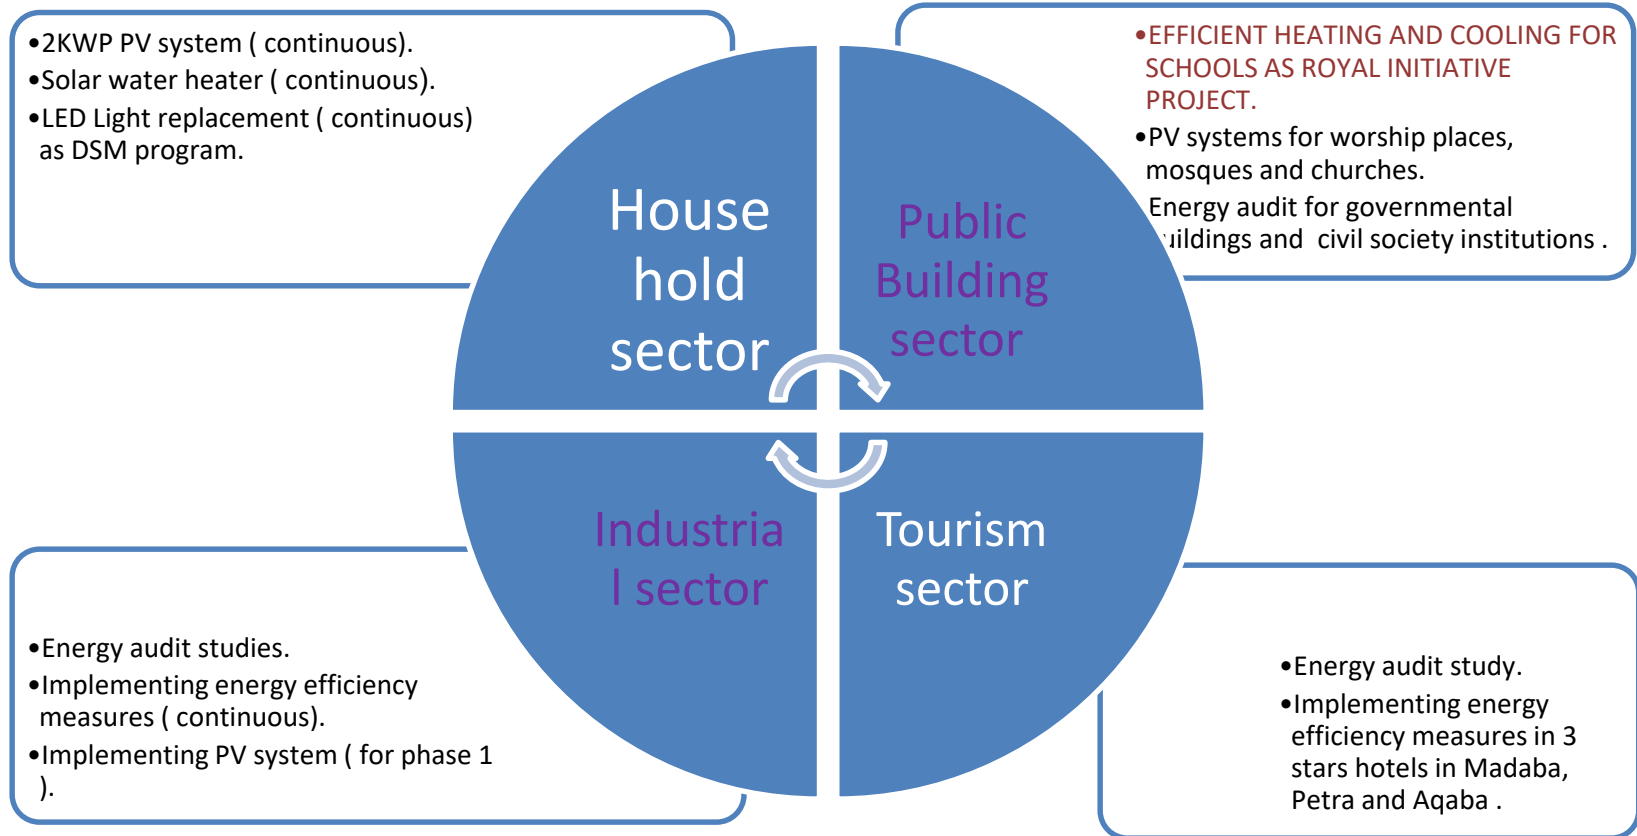 •2KWP PV system ( continuous).
•Solar water heater ( continuous).
•LED Light replacement ( continuous)
as DSM program.
•EFFICIENT HEATING AND COOLING FOR
SCHOOLS AS ROYAL INITIATIVE
PROJECT.
•PV systems for worship places,
mosques and churches.
Energy audit for governmental
uildings and civil society institutions .
House
hold
sector
Public
Building
sector
Industria
l sector
Tourism
sector
•Energy audit studies.
•Implementing energy efficiency
measures ( continuous).
•Implementing PV system ( for phase 1
).
•Energy audit study.
•Implementing energy
efficiency measures in 3
stars hotels in Madaba,
Petra and Aqaba .